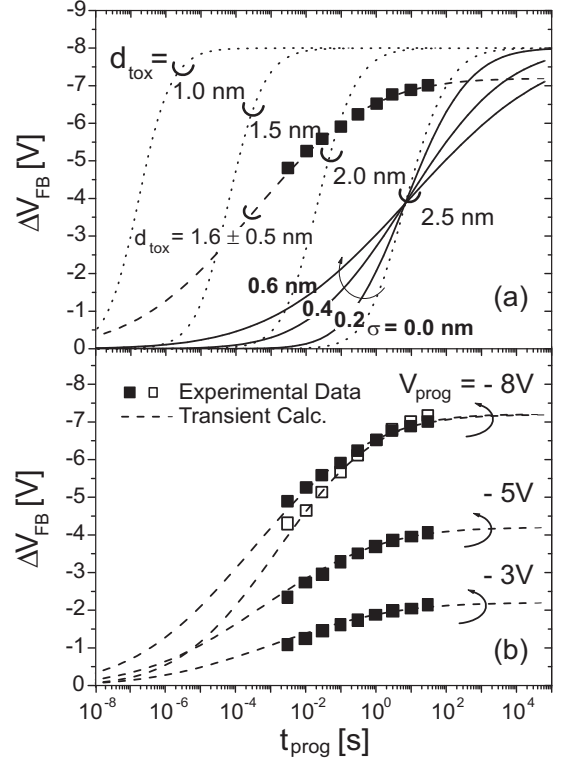 -8
-7
-6
-5
-4
-3
-2
-1
0
ΔV_FB [V]
d_tox =
1.0 nm
1.5 nm
2.0 nm
2.5 nm
d_tox = 1.6 ± 0.5 nm
0.6 nm
0.4
0.2
σ = 0.0 nm
(a)
-7
-6
-5
-4
-3
-2
-1
0
ΔV_FB [V]
Experimental Data
Transient Calc.
V_prog = - 8V
- 5V
- 3V
(b)
10^-8 10^-6 10^-4 10^-2 10^0 10^2 10^4
t_prog [s]